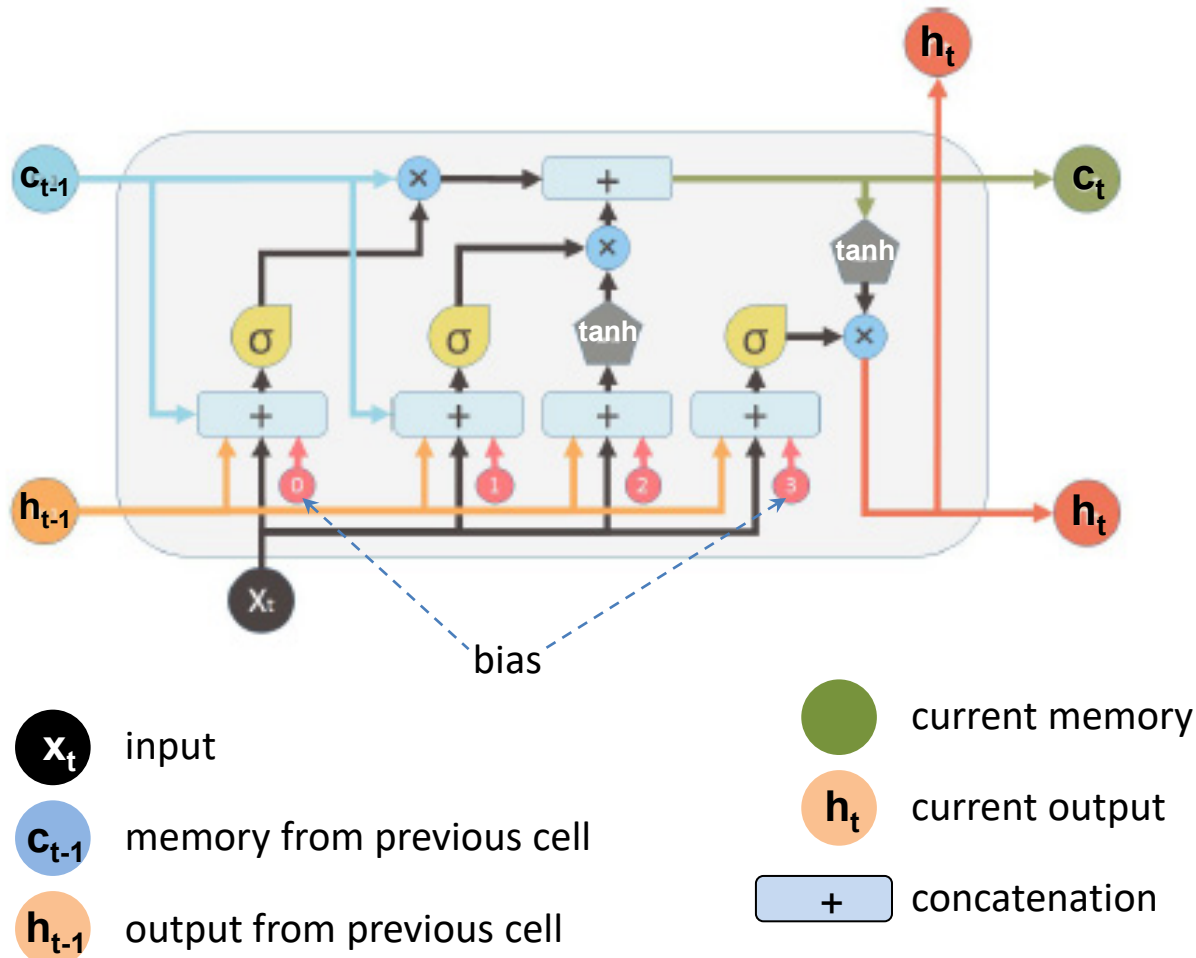 hₜ
cₜ₋₁ × + cₜ
tanh
×
σ σ tanh σ ×
+ + + +
0 1 2 3
hₜ₋₁ hₜ
Xₜ
bias
xₜ input
current memory
cₜ₋₁ memory from previous cell
hₜ current output
hₜ₋₁ output from previous cell
+ concatenation